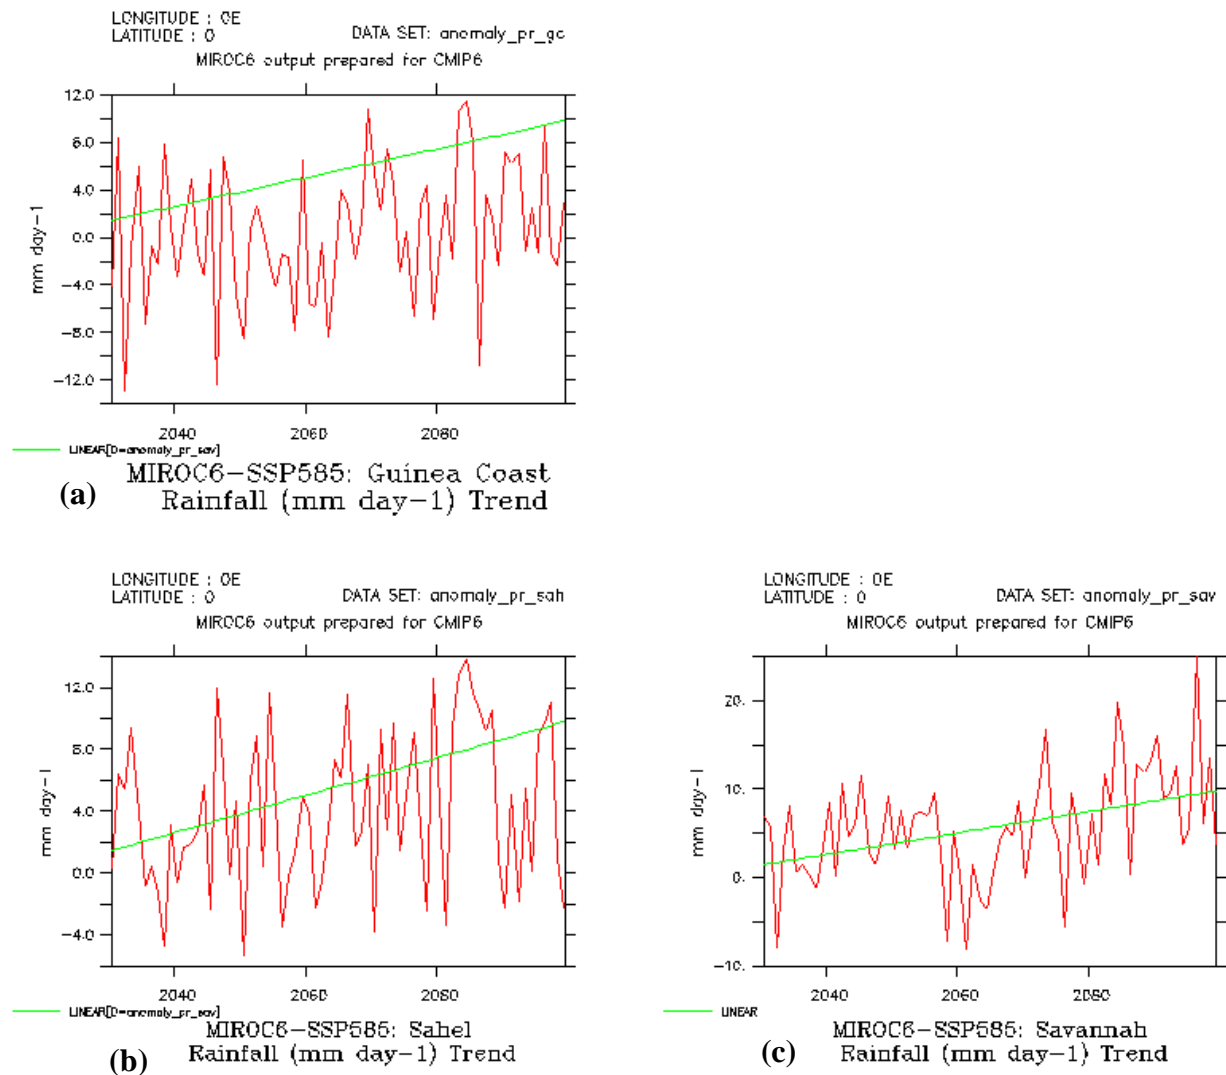 LONGITUDE : 0E
LATITUDE : 0
DATA SET: anomaly_pr_gc
MIROC6 output prepared for CMIP6
12.0
8.0
4.0
0.0
-4.0
-8.0
-12.0
mm day-1
2040 2060 2080
LINEAR[D=anomaly_pr_sav]
MIROC6-SSP585: Guinea Coast
(a) Rainfall (mm day-1) Trend
LONGITUDE : 0E
LATITUDE : 0
DATA SET: anomaly_pr_sah
MIROC6 output prepared for CMIP6
12.0
8.0
4.0
0.0
-4.0
mm day-1
2040 2060 2080
LINEAR[D=anomaly_pr_sav]
MIROC6-SSP585: Sahel
(b) Rainfall (mm day-1) Trend
LONGITUDE : 0E
LATITUDE : 0
DATA SET: anomaly_pr_sav
MIROC6 output prepared for CMIP6
20.
10.
0.
-10.
mm day-1
2040 2060 2080
LINEAR
MIROC6-SSP585: Savannah
(c) Rainfall (mm day-1) Trend